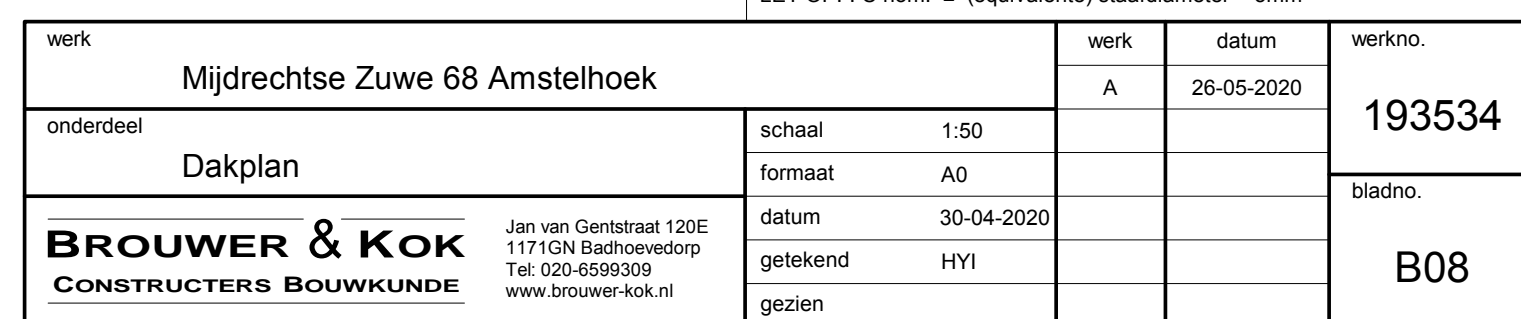 werk
Mijdrechtse Zuwe 68 Amstelhoek
werk datum
A 26-05-2020
werkno.
193534
onderdeel
Dakplan
schaal 1:50
formaat A0
datum 30-04-2020
getekend HYI
gezien
bladno.
B08
BROUWER & KOK
CONSTRUCTERS BOUWKUNDE
Jan van Gentstraat 120E
1171GN Badhoevedorp
Tel: 020-6599309
www.brouwer-kok.nl